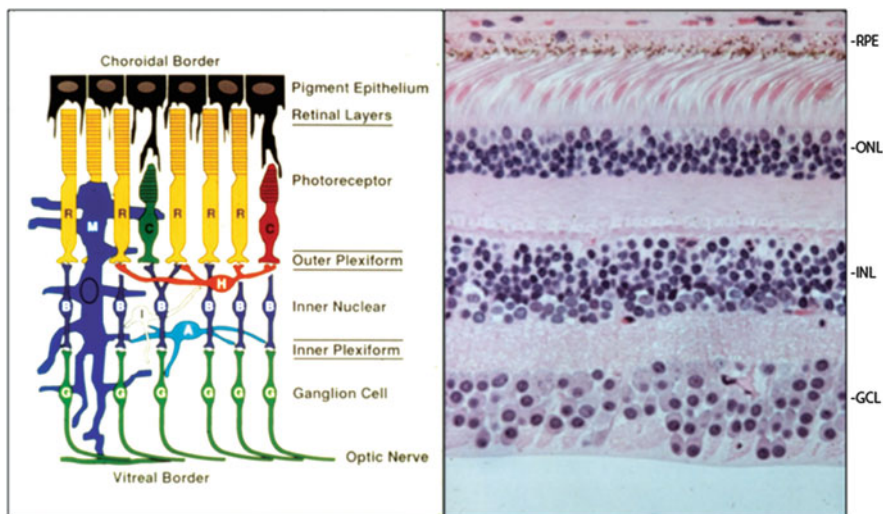 Choroidal Border
Pigment Epithelium
Retinal Layers
Photoreceptor
R R R R R
M
C C
Outer Plexiform
H
B B B B B B
Inner Nuclear
I
A
Inner Plexiform
G G G G G G
Ganglion Cell
Optic Nerve
Vitreal Border
-RPE
-ONL
-INL
-GCL